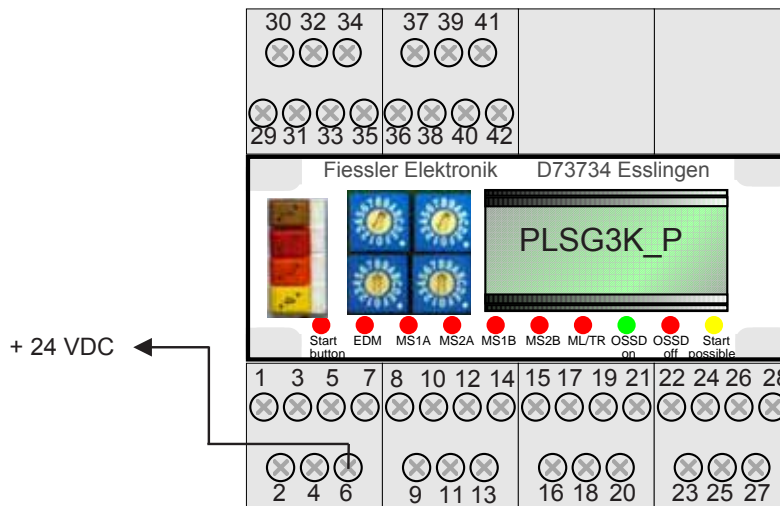 30 32 34 37 39 41
29 31 33 35 36 38 40 42
Fiessler Elektronik D73734 Esslingen
PLSG3K_P
Start button EDM MS1A MS2A MS1B MS2B ML/TR OSSD on OSSD off Start possible
+ 24 VDC
1 3 5 7 8 10 12 14 15 17 19 21 22 24 26 28
2 4 6 9 11 13 16 18 20 23 25 27